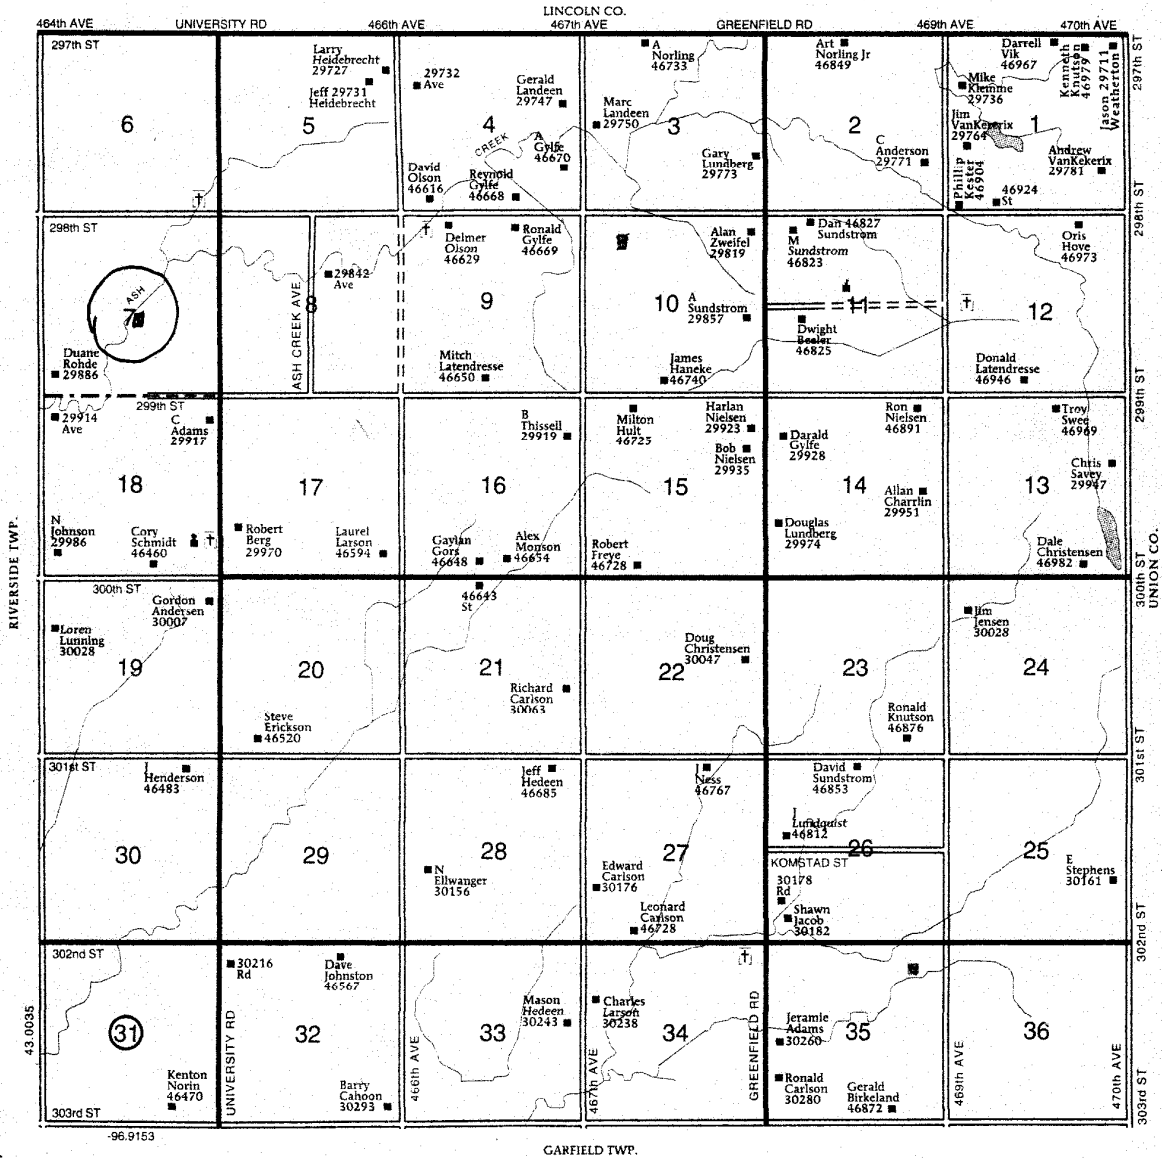 LINCOLN CO.
464th AVE
UNIVERSITY RD
466th AVE
467th AVE
GREENFIELD RD
469th AVE
470th AVE
297th ST
297th ST
6
Larry
Heidebrecht
29727
Jeff 29731
Heidebrecht
5
29732
Ave
Gerald
Landeen
29747
4
CREEK
A
Gylfe
46670
David
Olson
46616
Reynold
Gylfe
46668
A
Norling
46733
Marc
Landeen
29750
3
Gary
Lundberg
29773
Art
Norling Jr
46849
2
C
Anderson
29771
Darrell
Vik
46967
Kenneth
Knutson
46979
Jason 29711
Weatherton
Mike
Klemme
29736
Jim
VanKekerix
29764
1
Andrew
VanKekerix
29781
Phillip
Kester
46904
46924
St
298th ST
298th ST
ASH
7
Duane
Rohde
29886
29842
Ave
8
ASH CREEK AVE
Delmer
Olson
46629
Ronald
Gylfe
46669
9
Mitch
Latendresse
46650
Alan
Zweifel
29819
10
A
Sundstrom
29857
James
Haneke
46740
Dan 46827
Sundstrom
M
Sundstrom
46823
11
Dwight
Beeler
46825
Oris
Hove
46973
12
Donald
Latendresse
46946
299th ST
299th ST
29914
Ave
C
Adams
29917
18
N
Johnson
29986
Cory
Schmidt
46460
17
Robert
Berg
29970
Laurel
Larson
46594
B
Thissell
29919
16
Gaylan
Gors
46648
Alex
Monson
46654
Milton
Hult
46725
Harlan
Nielsen
29923
Bob
Nielsen
29935
15
Robert
Freye
46728
Darald
Gylfe
29928
Ron
Nielsen
46891
14
Allan
Charrlin
29951
Douglas
Lundberg
29974
Troy
Swee
46969
Chris
Savey
29947
13
Dale
Christensen
46982
RIVERSIDE TWP.
UNION CO.
300th ST
300th ST
Gordon
Andersen
30007
Loren
Lunning
30028
19
20
Steve
Erickson
46520
46643
St
21
Richard
Carlson
30063
Doug
Christensen
30047
22
23
Ronald
Knutson
46876
Jim
Jensen
30028
24
301st ST
301st ST
J
Henderson
46483
30
29
Jeff
Hedeen
46685
28
N
Ellwanger
30156
J
Ness
46767
27
Edward
Carlson
30176
Leonard
Carlson
46728
David
Sundstrom
46853
J
Lundquist
46812
26
KOMSTAD ST
30178
Rd
Shawn
Jacob
30182
25
E
Stephens
30161
302nd ST
302nd ST
43.0035
31
Kenton
Norin
46470
303rd ST
-96.9153
UNIVERSITY RD
30216
Rd
Dave
Johnston
46567
32
Barry
Cahoon
30293
466th AVE
Mason
Hedeen
30243
33
467th AVE
Charles
Larson
30238
34
GREENFIELD RD
Jeramie
Adams
30260
35
Ronald
Carlson
30280
Gerald
Birkeland
46872
469th AVE
36
470th AVE
303rd ST
GARFIELD TWP.